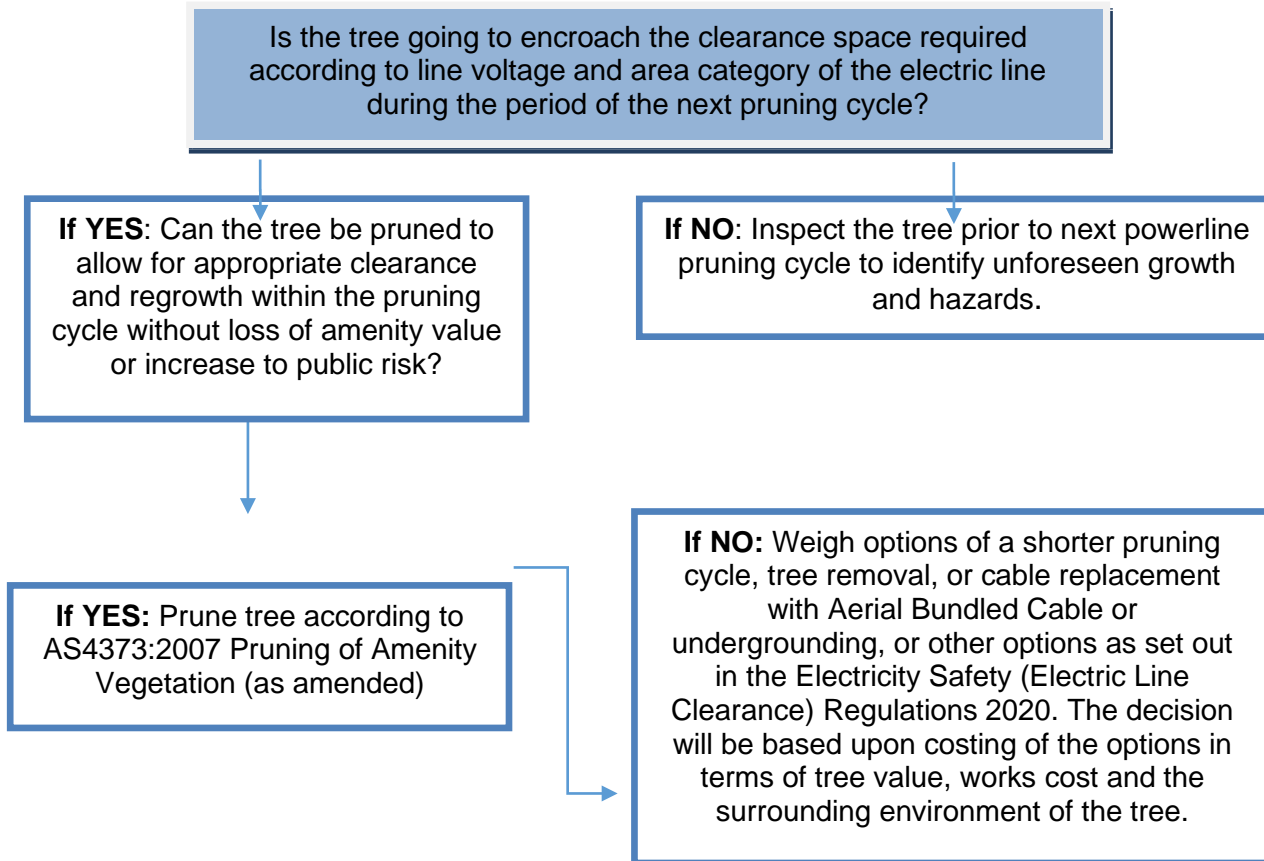 Is the tree going to encroach the clearance space required
according to line voltage and area category of the electric line
during the period of the next pruning cycle?
If YES: Can the tree be pruned to
allow for appropriate clearance
and regrowth within the pruning
cycle without loss of amenity value
or increase to public risk?
If NO: Inspect the tree prior to next powerline
pruning cycle to identify unforeseen growth
and hazards.
If YES: Prune tree according to
AS4373:2007 Pruning of Amenity
Vegetation (as amended)
If NO: Weigh options of a shorter pruning
cycle, tree removal, or cable replacement
with Aerial Bundled Cable or
undergrounding, or other options as set out
in the Electricity Safety (Electric Line
Clearance) Regulations 2020. The decision
will be based upon costing of the options in
terms of tree value, works cost and the
surrounding environment of the tree.